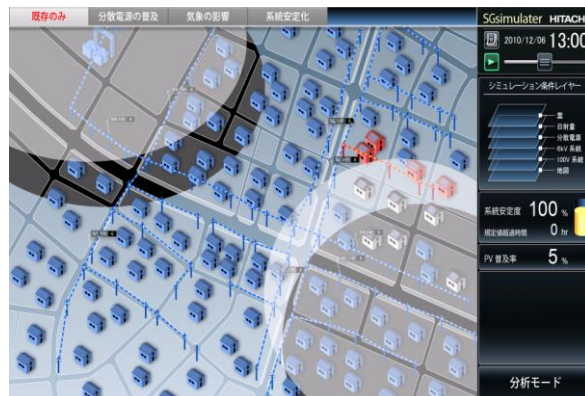 既存のみ
分散電源の普及
気象の影響
系統安定化
SGsimulater HITACH
2010/12/06 13:00
シミュレーション条件レイヤー
雲
日射量
分散電源
6kV 系統
100V 系統
地図
系統安定度 100 %
規定値超過時間 0 hr
PV 普及率 5 %
分析モード